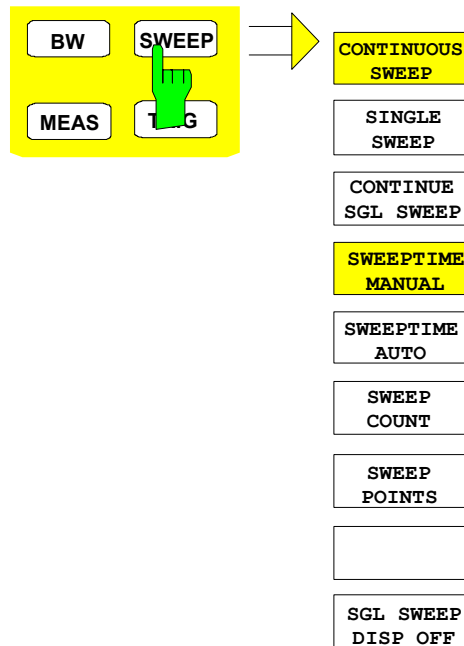 BW
SWEEP
MEAS
CONTINUOUS
SWEEP
SINGLE
SWEEP
CONTINUE
SGL SWEEP
SWEEPTIME
MANUAL
SWEEPTIME
AUTO
SWEEP
COUNT
SWEEP
POINTS
SGL SWEEP
DISP OFF